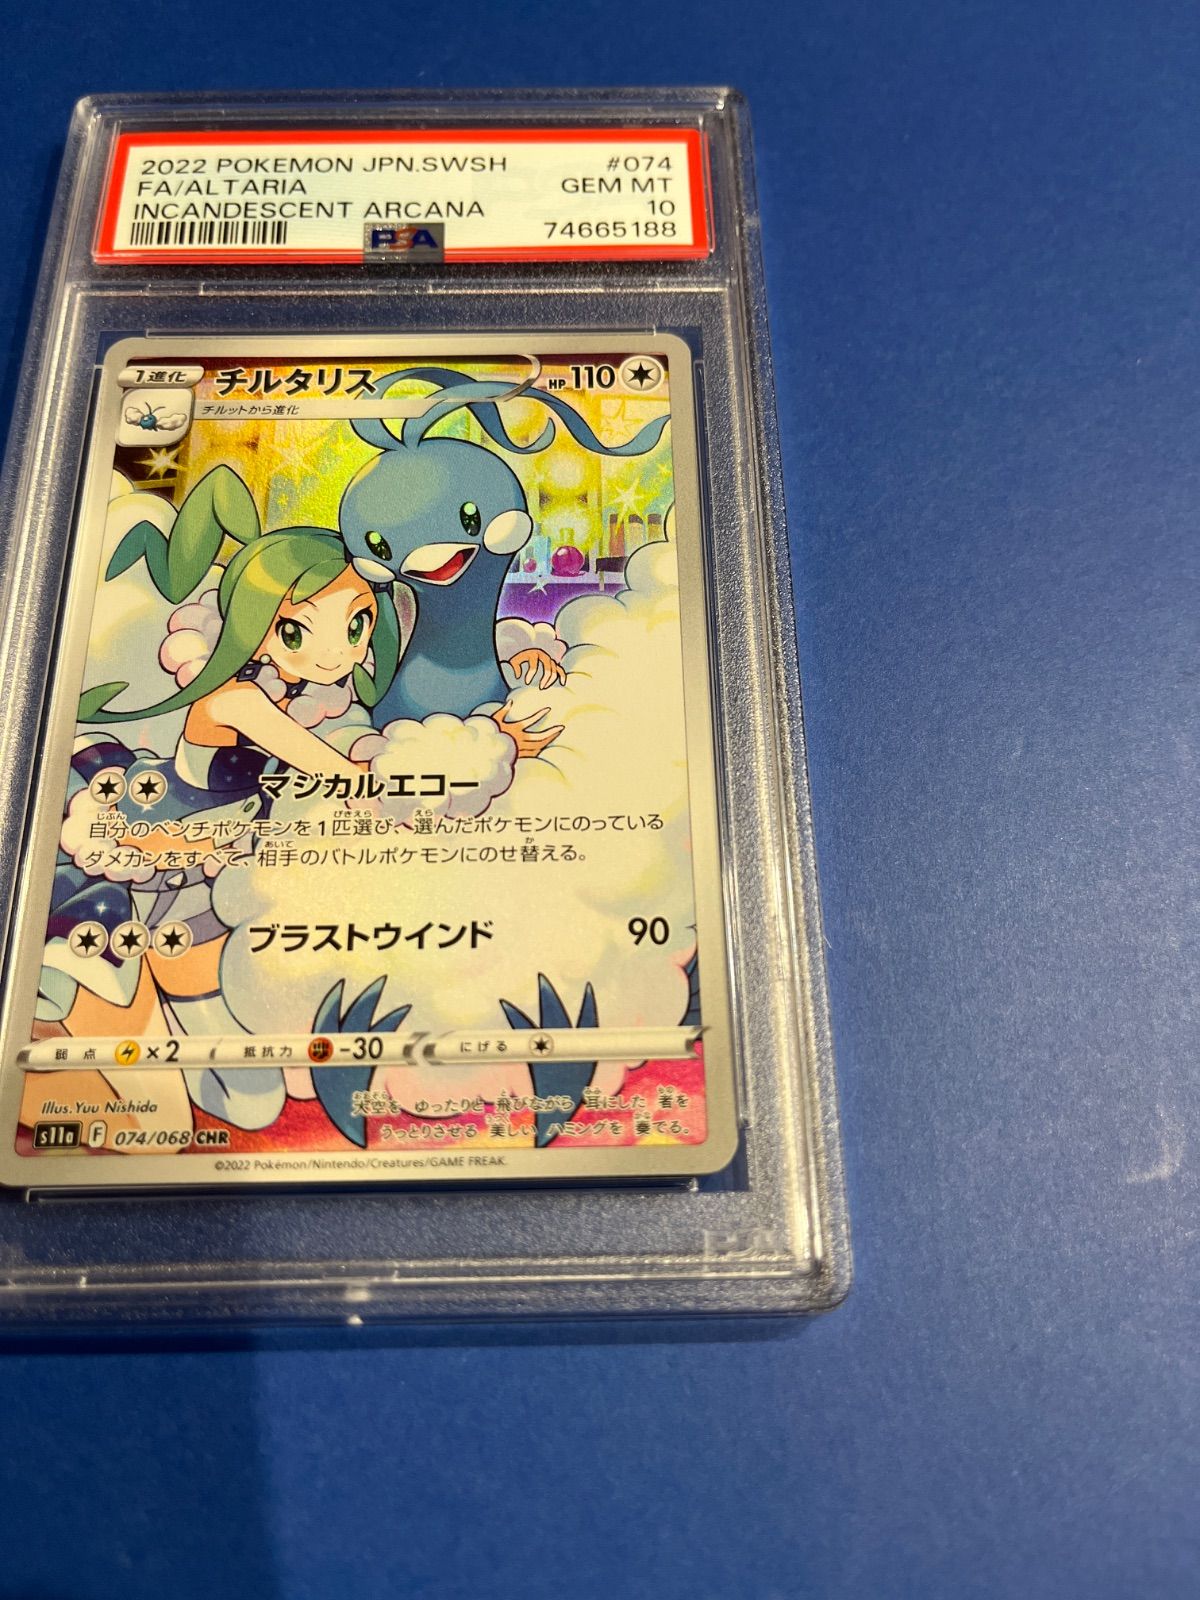 2022 POKEMON JPN.SWSH #074
FA/ALTARIA GEM MT
INCANDESCENT ARCANA 10
PSA 74665188
1進化 チルタリス HP 110
チルットから進化
マジカルエコー
自分のベンチポケモンを1匹選び、選んだポケモンにのっている
ダメカンをすべて、相手のバトルポケモンにのせ替える。
ブラストウインド 90
弱点 ×2 抵抗力 -30 にげる
Illus. Yuu Nishida
大空を ゆったりと 飛びながら 耳にした 者を
うっとりさせる 美しい ハミングを 奏でる。
s11a F 074/068 CHR
©2022 Pokémon/Nintendo/Creatures/GAME FREAK.
PSA